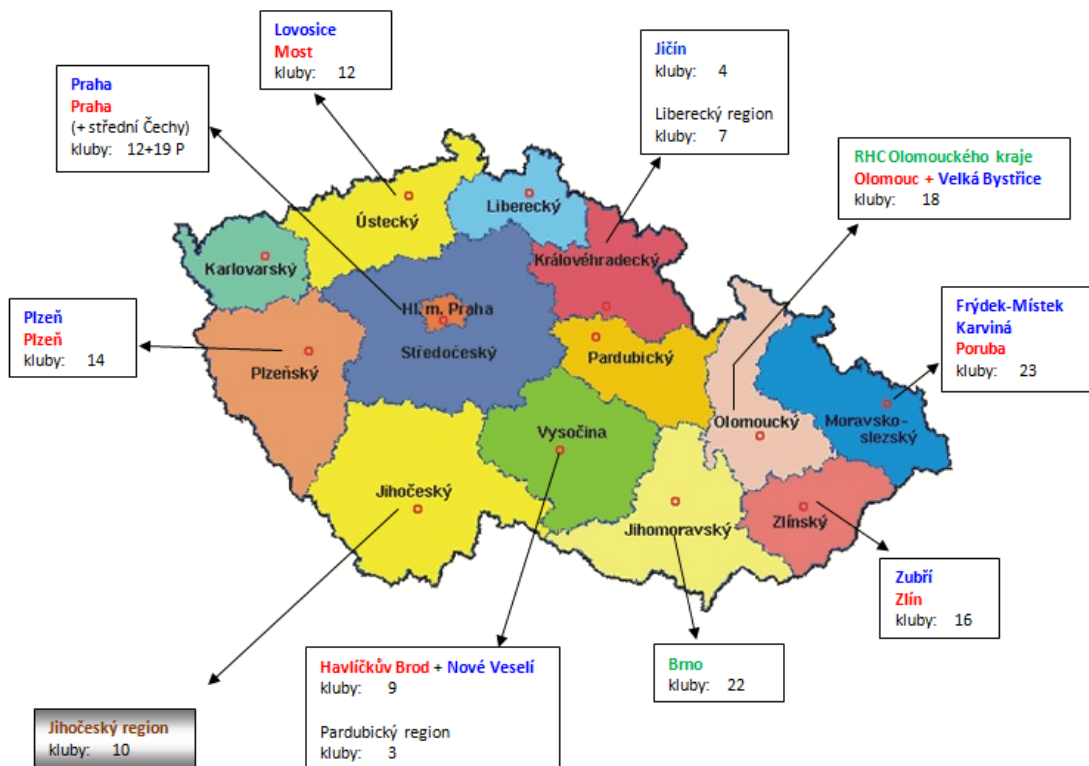 Lovosice
Most
kluby: 12
Praha
Praha
(+ střední Čechy)
kluby: 12+19 P
Jičín
kluby: 4
Liberecký region
kluby: 7
RHC Olomouckého kraje
Olomouc + Velká Bystřice
kluby: 18
Plzeň
Plzeň
kluby: 14
Frýdek-Místek
Karviná
Poruba
kluby: 23
Ústecký
Liberecký
Karlovarský
Královéhradecký
Hl. m. Praha
Středočeský
Pardubický
Plzeňský
Olomoucký
Moravsko-
slezský
Vysočina
Jihočeský
Jihomoravský
Zlínský
Zubří
Zlín
kluby: 16
Havlíčkův Brod + Nové Veselí
kluby: 9
Pardubický region
kluby: 3
Brno
kluby: 22
Jihočeský region
kluby: 10